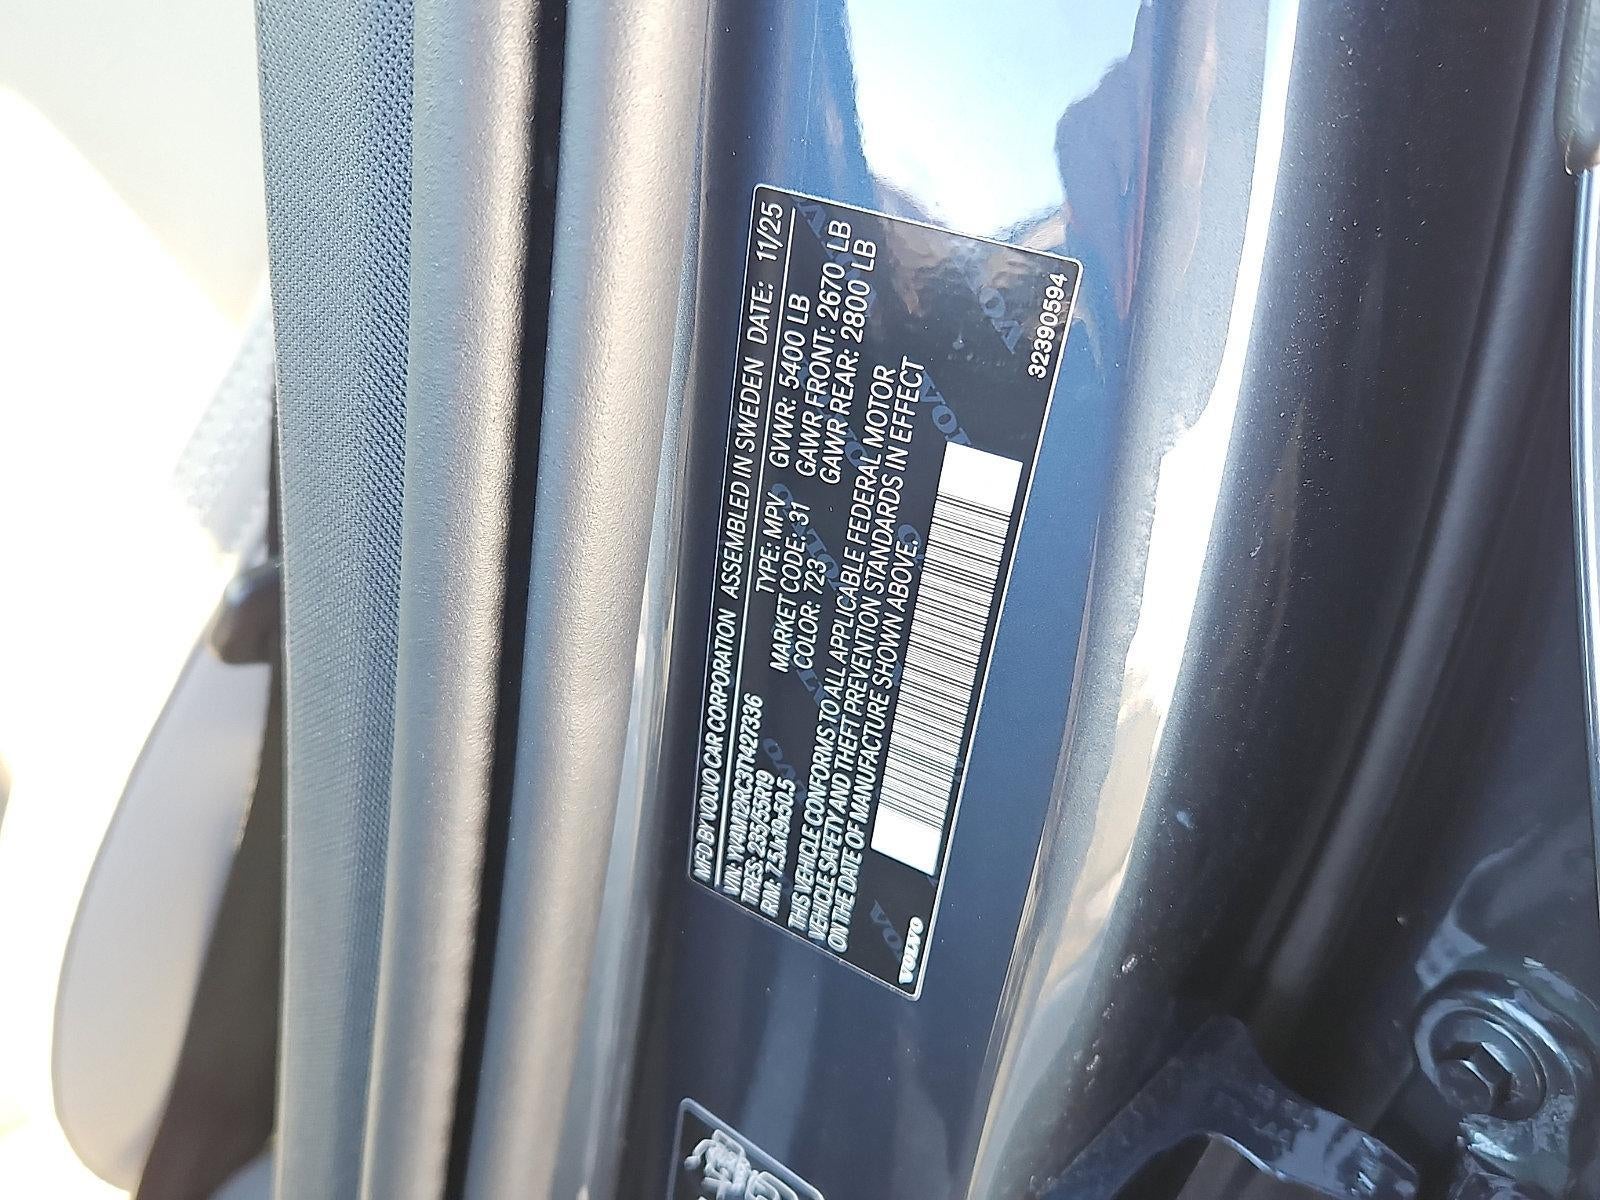 MFD BY VOLVO CAR CORPORATION ASSEMBLED IN SWEDEN DATE: 11/25
VIN: YV4M12RC3T1427336 TYPE: MPV GVWR: 5400 LB
TIRES: 235/55R19 MARKET CODE: 31 GAWR FRONT: 2670 LB
RIM: 7.5Jx19x50.5 COLOR: 723 GAWR REAR: 2800 LB
THIS VEHICLE CONFORMS TO ALL APPLICABLE FEDERAL MOTOR
VEHICLE SAFETY AND THEFT PREVENTION STANDARDS IN EFFECT
ON THE DATE OF MANUFACTURE SHOWN ABOVE.
VOLVO 32390594